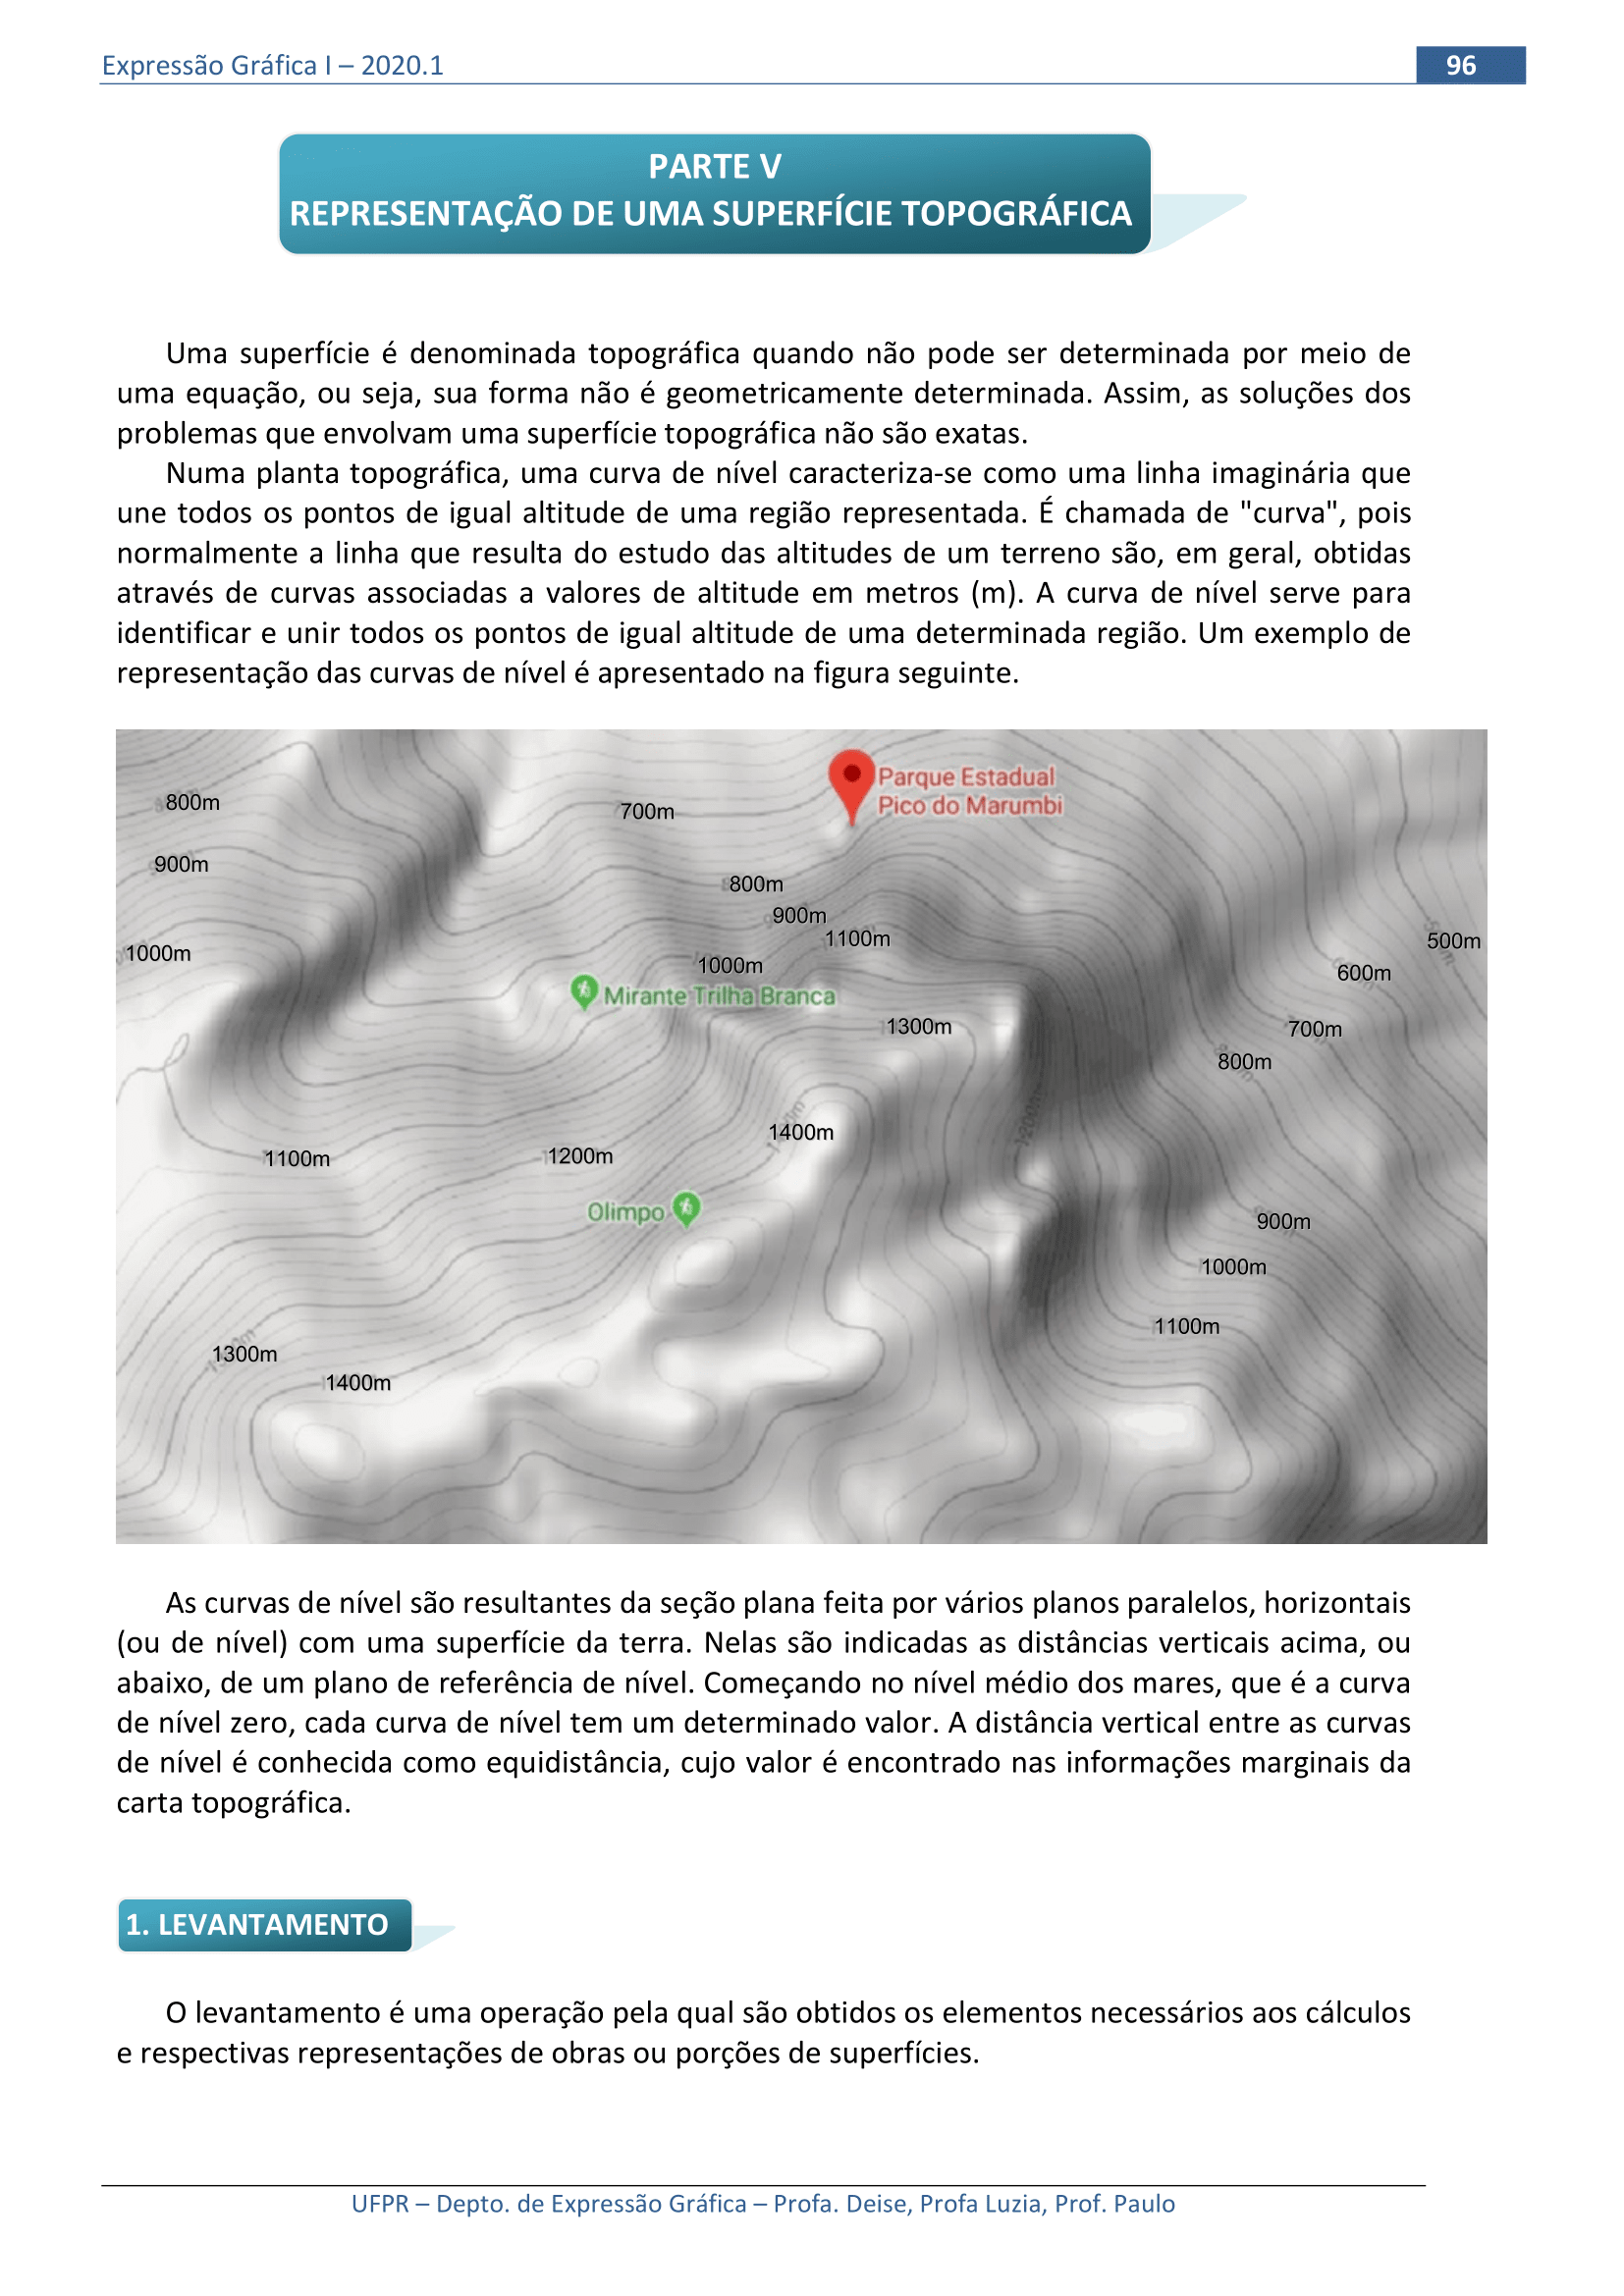 Expressão Gráfica I – 2020.1
96
PARTE V
REPRESENTAÇÃO DE UMA SUPERFÍCIE TOPOGRÁFICA
Uma superfície é denominada topográfica quando não pode ser determinada por meio de
uma equação, ou seja, sua forma não é geometricamente determinada. Assim, as soluções dos
problemas que envolvam uma superfície topográfica não são exatas.
Numa planta topográfica, uma curva de nível caracteriza-se como uma linha imaginária que
une todos os pontos de igual altitude de uma região representada. É chamada de "curva", pois
normalmente a linha que resulta do estudo das altitudes de um terreno são, em geral, obtidas
através de curvas associadas a valores de altitude em metros (m). A curva de nível serve para
identificar e unir todos os pontos de igual altitude de uma determinada região. Um exemplo de
representação das curvas de nível é apresentado na figura seguinte.
Parque Estadual
Pico do Marumbi
800m
700m
900m
800m
900m
1100m
500m
1000m
1000m
600m
Mirante Trilha Branca
1300m
700m
800m
1200m
1400m
1100m
1200m
Olimpo
900m
1000m
1100m
1300m
1400m
As curvas de nível são resultantes da seção plana feita por vários planos paralelos, horizontais
(ou de nível) com uma superfície da terra. Nelas são indicadas as distâncias verticais acima, ou
abaixo, de um plano de referência de nível. Começando no nível médio dos mares, que é a curva
de nível zero, cada curva de nível tem um determinado valor. A distância vertical entre as curvas
de nível é conhecida como equidistância, cujo valor é encontrado nas informações marginais da
carta topográfica.
1. LEVANTAMENTO
O levantamento é uma operação pela qual são obtidos os elementos necessários aos cálculos
e respectivas representações de obras ou porções de superfícies.
UFPR – Depto. de Expressão Gráfica – Profa. Deise, Profa Luzia, Prof. Paulo